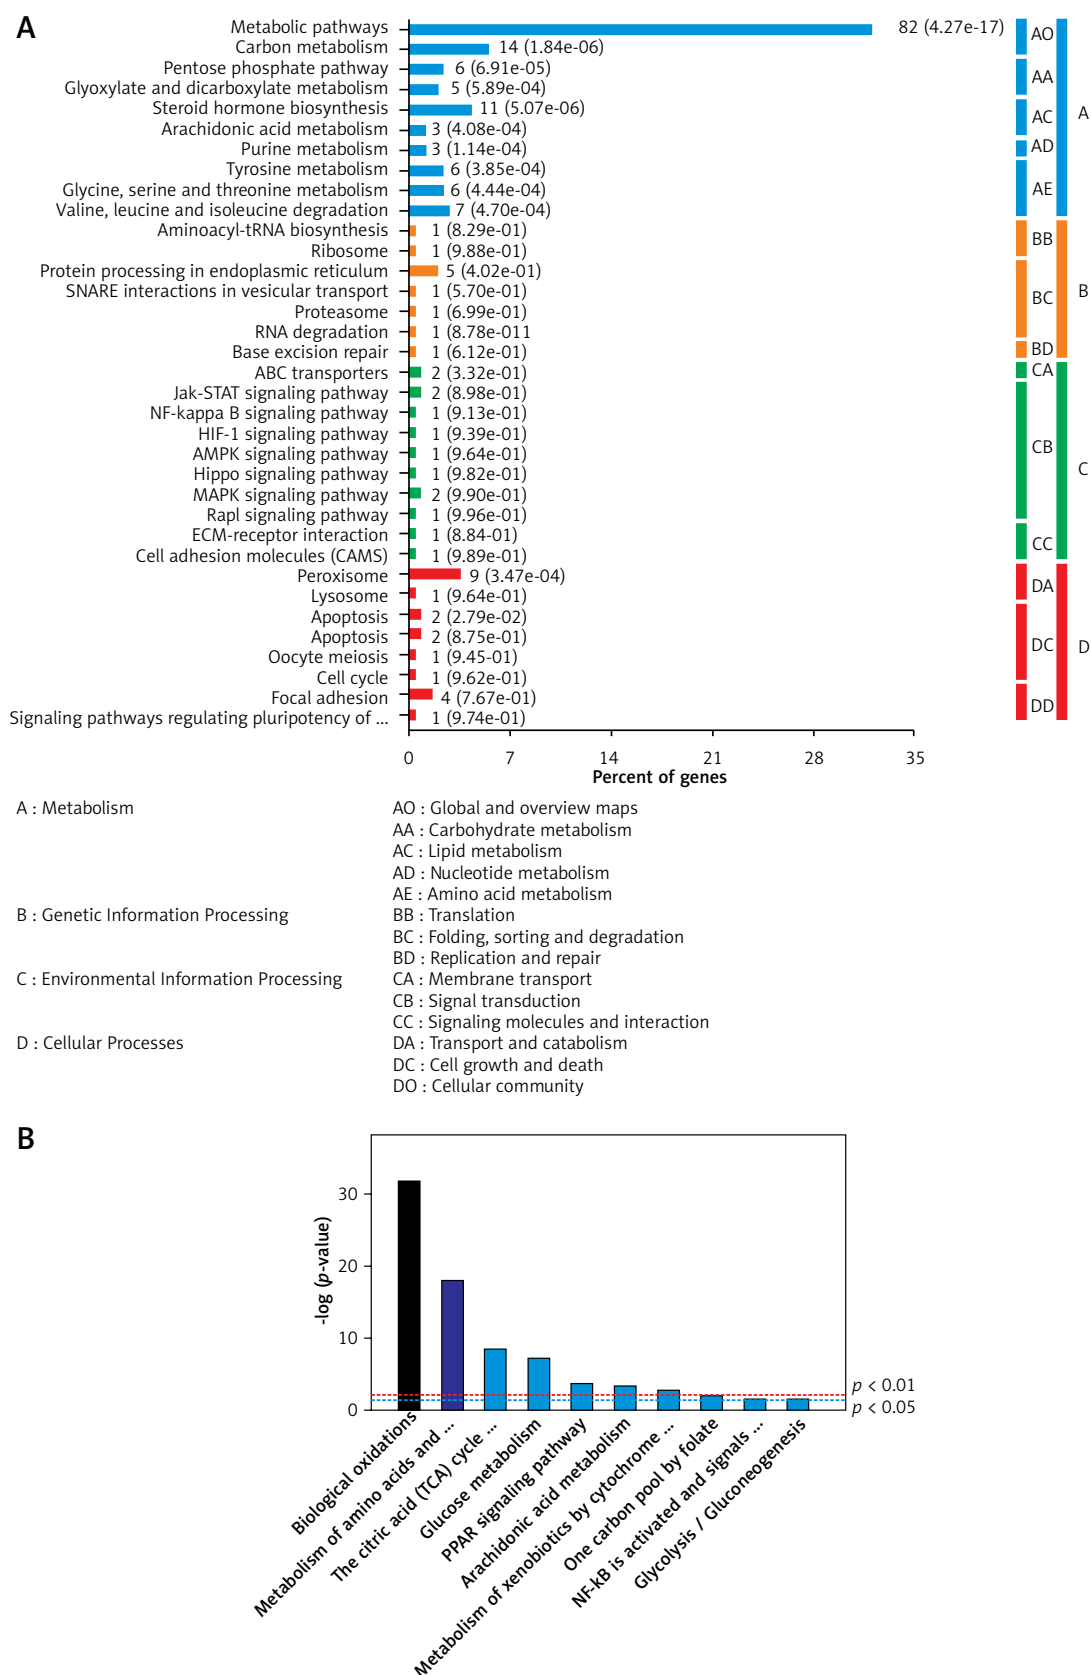 A
Metabolic pathways 82 (4.27e-17)
Carbon metabolism 14 (1.84e-06)
Pentose phosphate pathway 6 (6.91e-05)
Glyoxylate and dicarboxylate metabolism 5 (5.89e-04)
Steroid hormone biosynthesis 11 (5.07e-06)
Arachidonic acid metabolism 3 (4.08e-04)
Purine metabolism 3 (1.14e-04)
Tyrosine metabolism 6 (3.85e-04)
Glycine, serine and threonine metabolism 6 (4.44e-04)
Valine, leucine and isoleucine degradation 7 (4.70e-04)
Aminoacyl-tRNA biosynthesis 1 (8.29e-01)
Ribosome 1 (9.88e-01)
Protein processing in endoplasmic reticulum 5 (4.02e-01)
SNARE interactions in vesicular transport 1 (5.70e-01)
Proteasome 1 (6.99e-01)
RNA degradation 1 (8.78e-011
Base excision repair 1 (6.12e-01)
ABC transporters 2 (3.32e-01)
Jak-STAT signaling pathway 2 (8.98e-01)
NF-kappa B signaling pathway 1 (9.13e-01)
HIF-1 signaling pathway 1 (9.39e-01)
AMPK signaling pathway 1 (9.64e-01)
Hippo signaling pathway 1 (9.82e-01)
MAPK signaling pathway 2 (9.90e-01)
Rapl signaling pathway 1 (9.96e-01)
ECM-receptor interaction 1 (8.84-01)
Cell adhesion molecules (CAMS) 1 (9.89e-01)
Peroxisome 9 (3.47e-04)
Lysosome 1 (9.64e-01)
Apoptosis 2 (2.79e-02)
Apoptosis 2 (8.75e-01)
Oocyte meiosis 1 (9.45-01)
Cell cycle 1 (9.62e-01)
Focal adhesion 4 (7.67e-01)
Signaling pathways regulating pluripotency of ... 1 (9.74e-01)
AO
AA
AC
AD
AE
BB
BC
BD
CA
CB
CC
DA
DC
DD
A
B
C
D
0 7 14 21 28 35
Percent of genes
A : Metabolism
AO : Global and overview maps
AA : Carbohydrate metabolism
AC : Lipid metabolism
AD : Nucleotide metabolism
AE : Amino acid metabolism
B : Genetic Information Processing
BB : Translation
BC : Folding, sorting and degradation
BD : Replication and repair
C : Environmental Information Processing
CA : Membrane transport
CB : Signal transduction
CC : Signaling molecules and interaction
D : Cellular Processes
DA : Transport and catabolism
DC : Cell growth and death
DO : Cellular community
B
-log (p-value)
30
20
10
0
p < 0.01
p < 0.05
Biological oxidations
Metabolism of amino acids and ...
The citric acid (TCA) cycle ...
Glucose metabolism
PPAR signaling pathway
Arachidonic acid metabolism
Metabolism of xenobiotics by cytochrome ...
One carbon pool by folate
NF-kB is activated and signals ...
Glycolysis / Gluconeogenesis